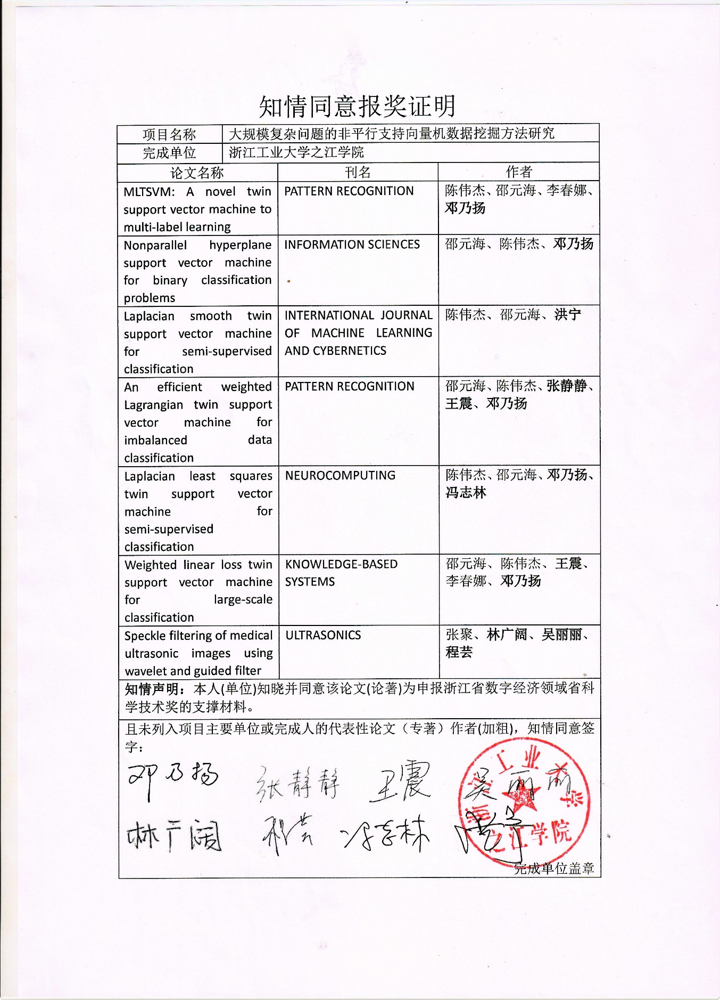 知情同意报奖证明
项目名称 大规模复杂问题的非平行支持向量机数据挖掘方法研究
完成单位 浙江工业大学之江学院
论文名称 刊名 作者
MLTSVM: A novel twin PATTERN RECOGNITION 陈伟杰、邵元海、李春娜、
support vector machine to 邓乃扬
multi-label learning
Nonparallel hyperplane INFORMATION SCIENCES 邵元海、陈伟杰、邓乃扬
support vector machine
for binary classification
problems
Laplacian smooth twin INTERNATIONAL JOURNAL 陈伟杰、邵元海、洪宁
support vector machine OF MACHINE LEARNING
for semi-supervised AND CYBERNETICS
classification
An efficient weighted PATTERN RECOGNITION 邵元海、陈伟杰、张静静、
Lagrangian twin support 王震、邓乃扬
vector machine for
imbalanced data
classification
Laplacian least squares NEUROCOMPUTING 陈伟杰、邵元海、邓乃扬、
twin support vector 冯志林
machine for
semi-supervised
classification
Weighted linear loss twin KNOWLEDGE-BASED 邵元海、陈伟杰、王震、
support vector machine SYSTEMS 李春娜、邓乃扬
for large-scale
classification
Speckle filtering of medical ULTRASONICS 张聚、林广阔、吴丽丽、
ultrasonic images using 程芸
wavelet and guided filter
知情声明：本人(单位)知晓并同意该论文(论著)为申报浙江省数字经济领域省科
学技术奖的支撑材料。
且未列入项目主要单位或完成人的代表性论文（专著）作者(加粗)，知情同意签
字：
邓乃扬 张静静 王震 吴丽丽
林广阔 程芸 冯志林 洪宁
浙江工业大学
之江学院
完成单位盖章